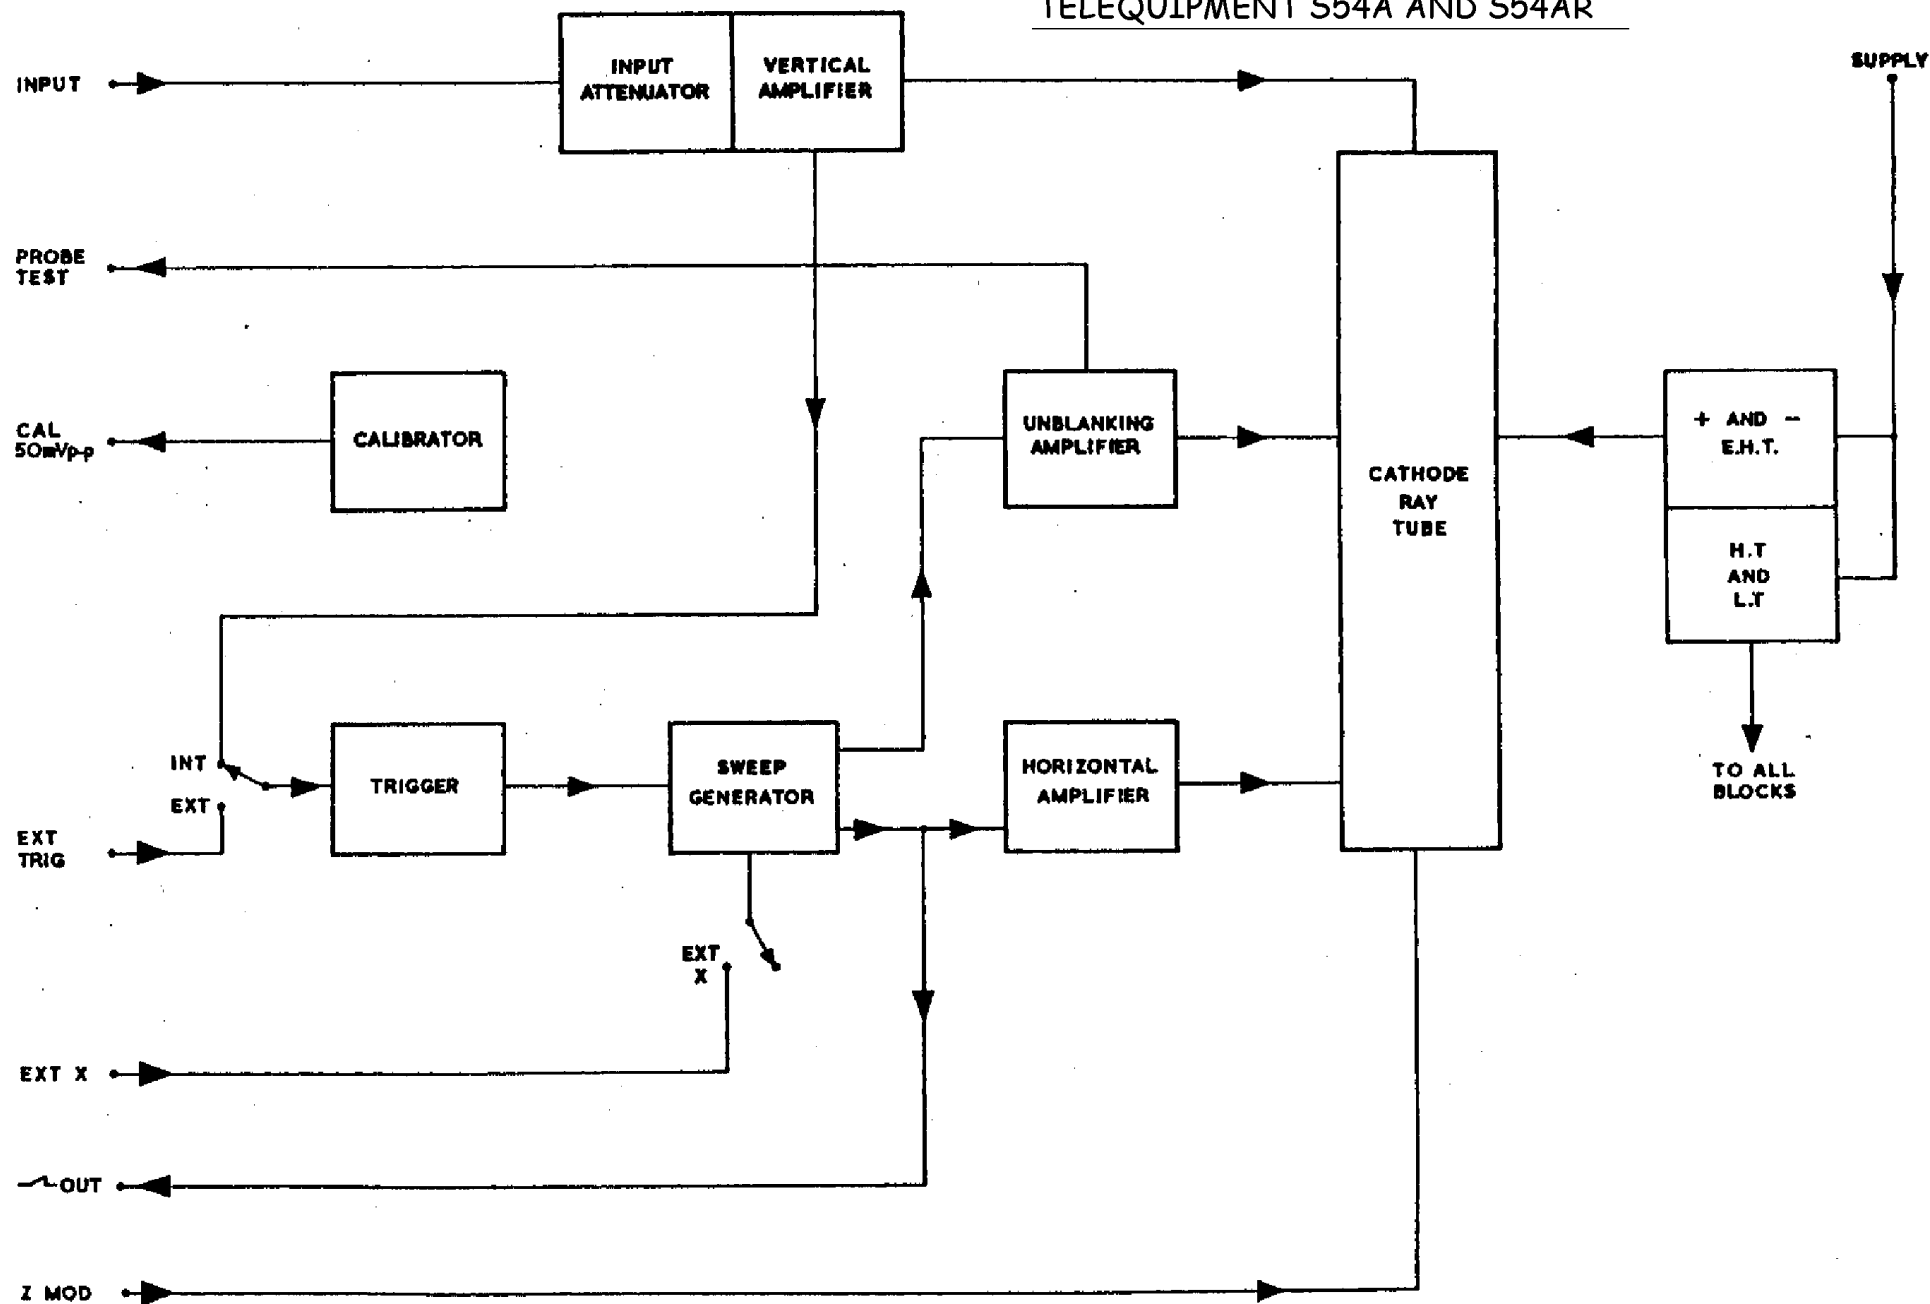 TELEQUIPMENT S54A AND S54AR
SUPPLY
INPUT
INPUT
ATTENUATOR
VERTICAL
AMPLIFIER
PROBE
TEST
CAL
50mVp-p
CALIBRATOR
UNBLANKING
AMPLIFIER
CATHODE
RAY
TUBE
+ AND -
E.H.T.
H.T
AND
L.T
TO ALL
BLOCKS
INT
EXT
EXT
TRIG
TRIGGER
SWEEP
GENERATOR
HORIZONTAL
AMPLIFIER
EXT
X
EXT X
OUT
Z MOD